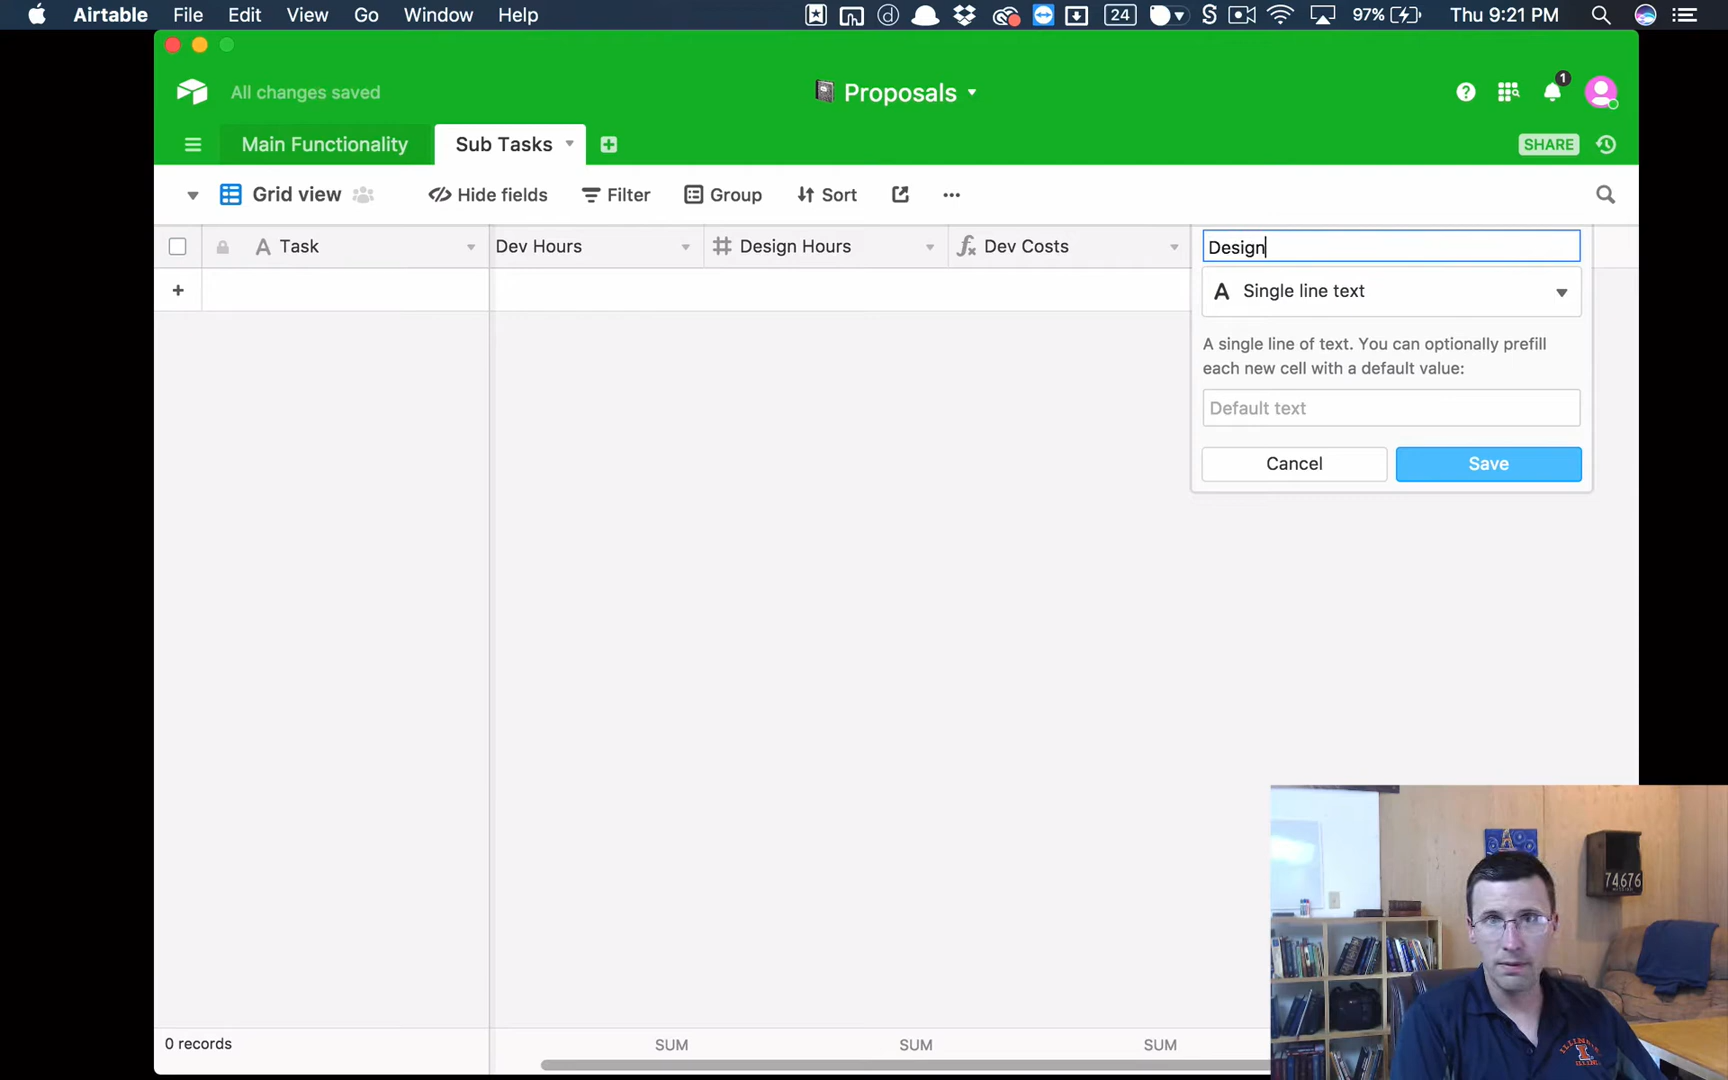 Airtable File Edit View Go Window Help 24 97% Thu 9:21 PM
All changes saved
Proposals
1
Main Functionality
Sub Tasks
SHARE
Grid view
Hide fields
Filter
Group
Sort
Task
Dev Hours
Design Hours
Dev Costs
Design
Single line text
A single line of text. You can optionally prefill
each new cell with a default value:
Default text
Cancel
Save
74676
ILLINOIS
0 records
SUM
SUM
SUM